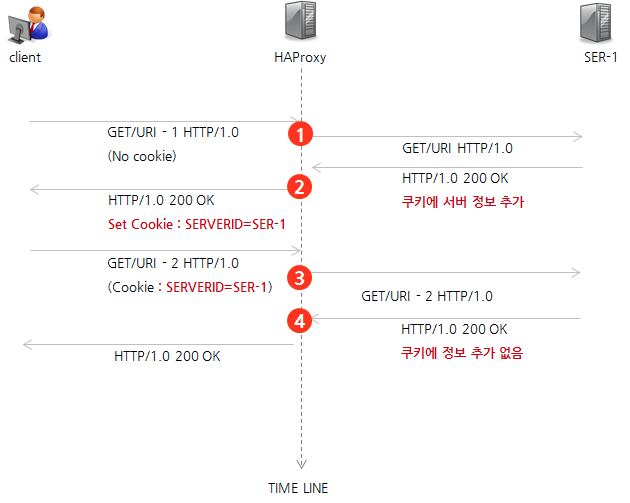 client
HAProxy
SER-1
GET/URI - 1 HTTP/1.0
(No cookie)
1
GET/URI HTTP/1.0
HTTP/1.0 200 OK
쿠키에 서버 정보 추가
2
HTTP/1.0 200 OK
Set Cookie : SERVERID=SER-1
GET/URI - 2 HTTP/1.0
(Cookie : SERVERID=SER-1)
3
GET/URI - 2 HTTP/1.0
4
HTTP/1.0 200 OK
쿠키에 정보 추가 없음
HTTP/1.0 200 OK
TIME LINE